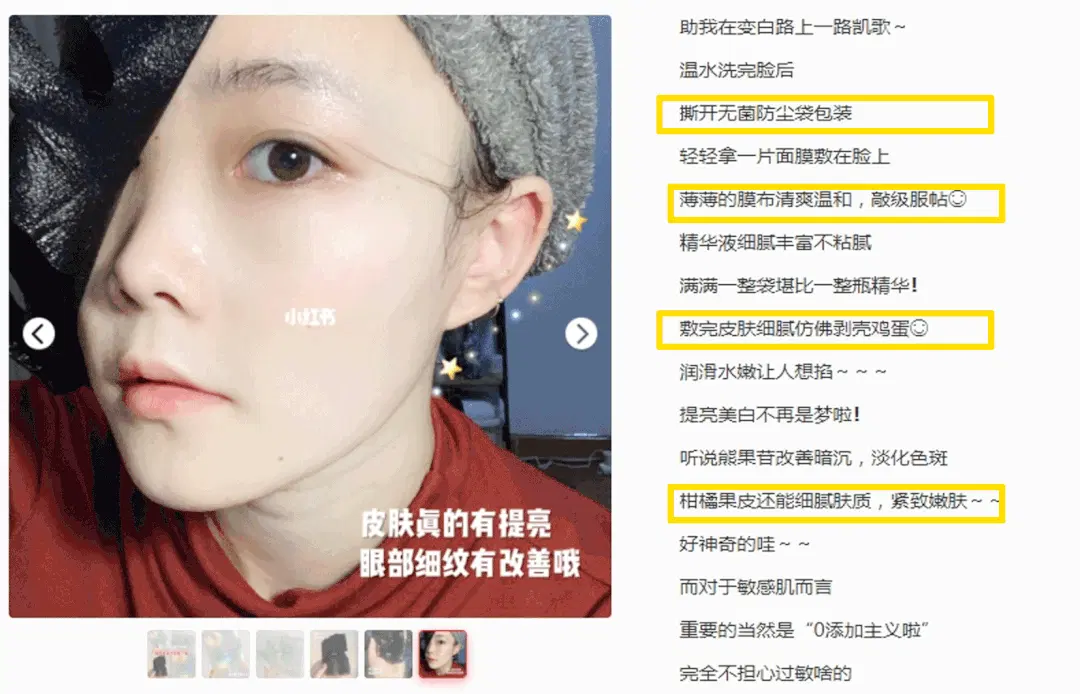 小红书
皮肤真的有提亮
眼部细纹有改善哦
助我在变白路上一路凯歌~
温水洗完脸后
撕开无菌防尘袋包装
轻轻拿一片面膜敷在脸上
薄薄的膜布清爽温和，敲级服帖☺
精华液细腻丰富不粘腻
满满一整袋堪比一整瓶精华!
敷完皮肤细腻仿佛剥壳鸡蛋☺
润滑水嫩让人想掐~~~
提亮美白不再是梦啦!
听说熊果苷改善暗沉，淡化色斑
柑橘果皮还能细腻肤质，紧致嫩肤~~
好神奇的哇~~
而对于敏感肌而言
重要的当然是“0添加主义啦”
完全不担心过敏啥的